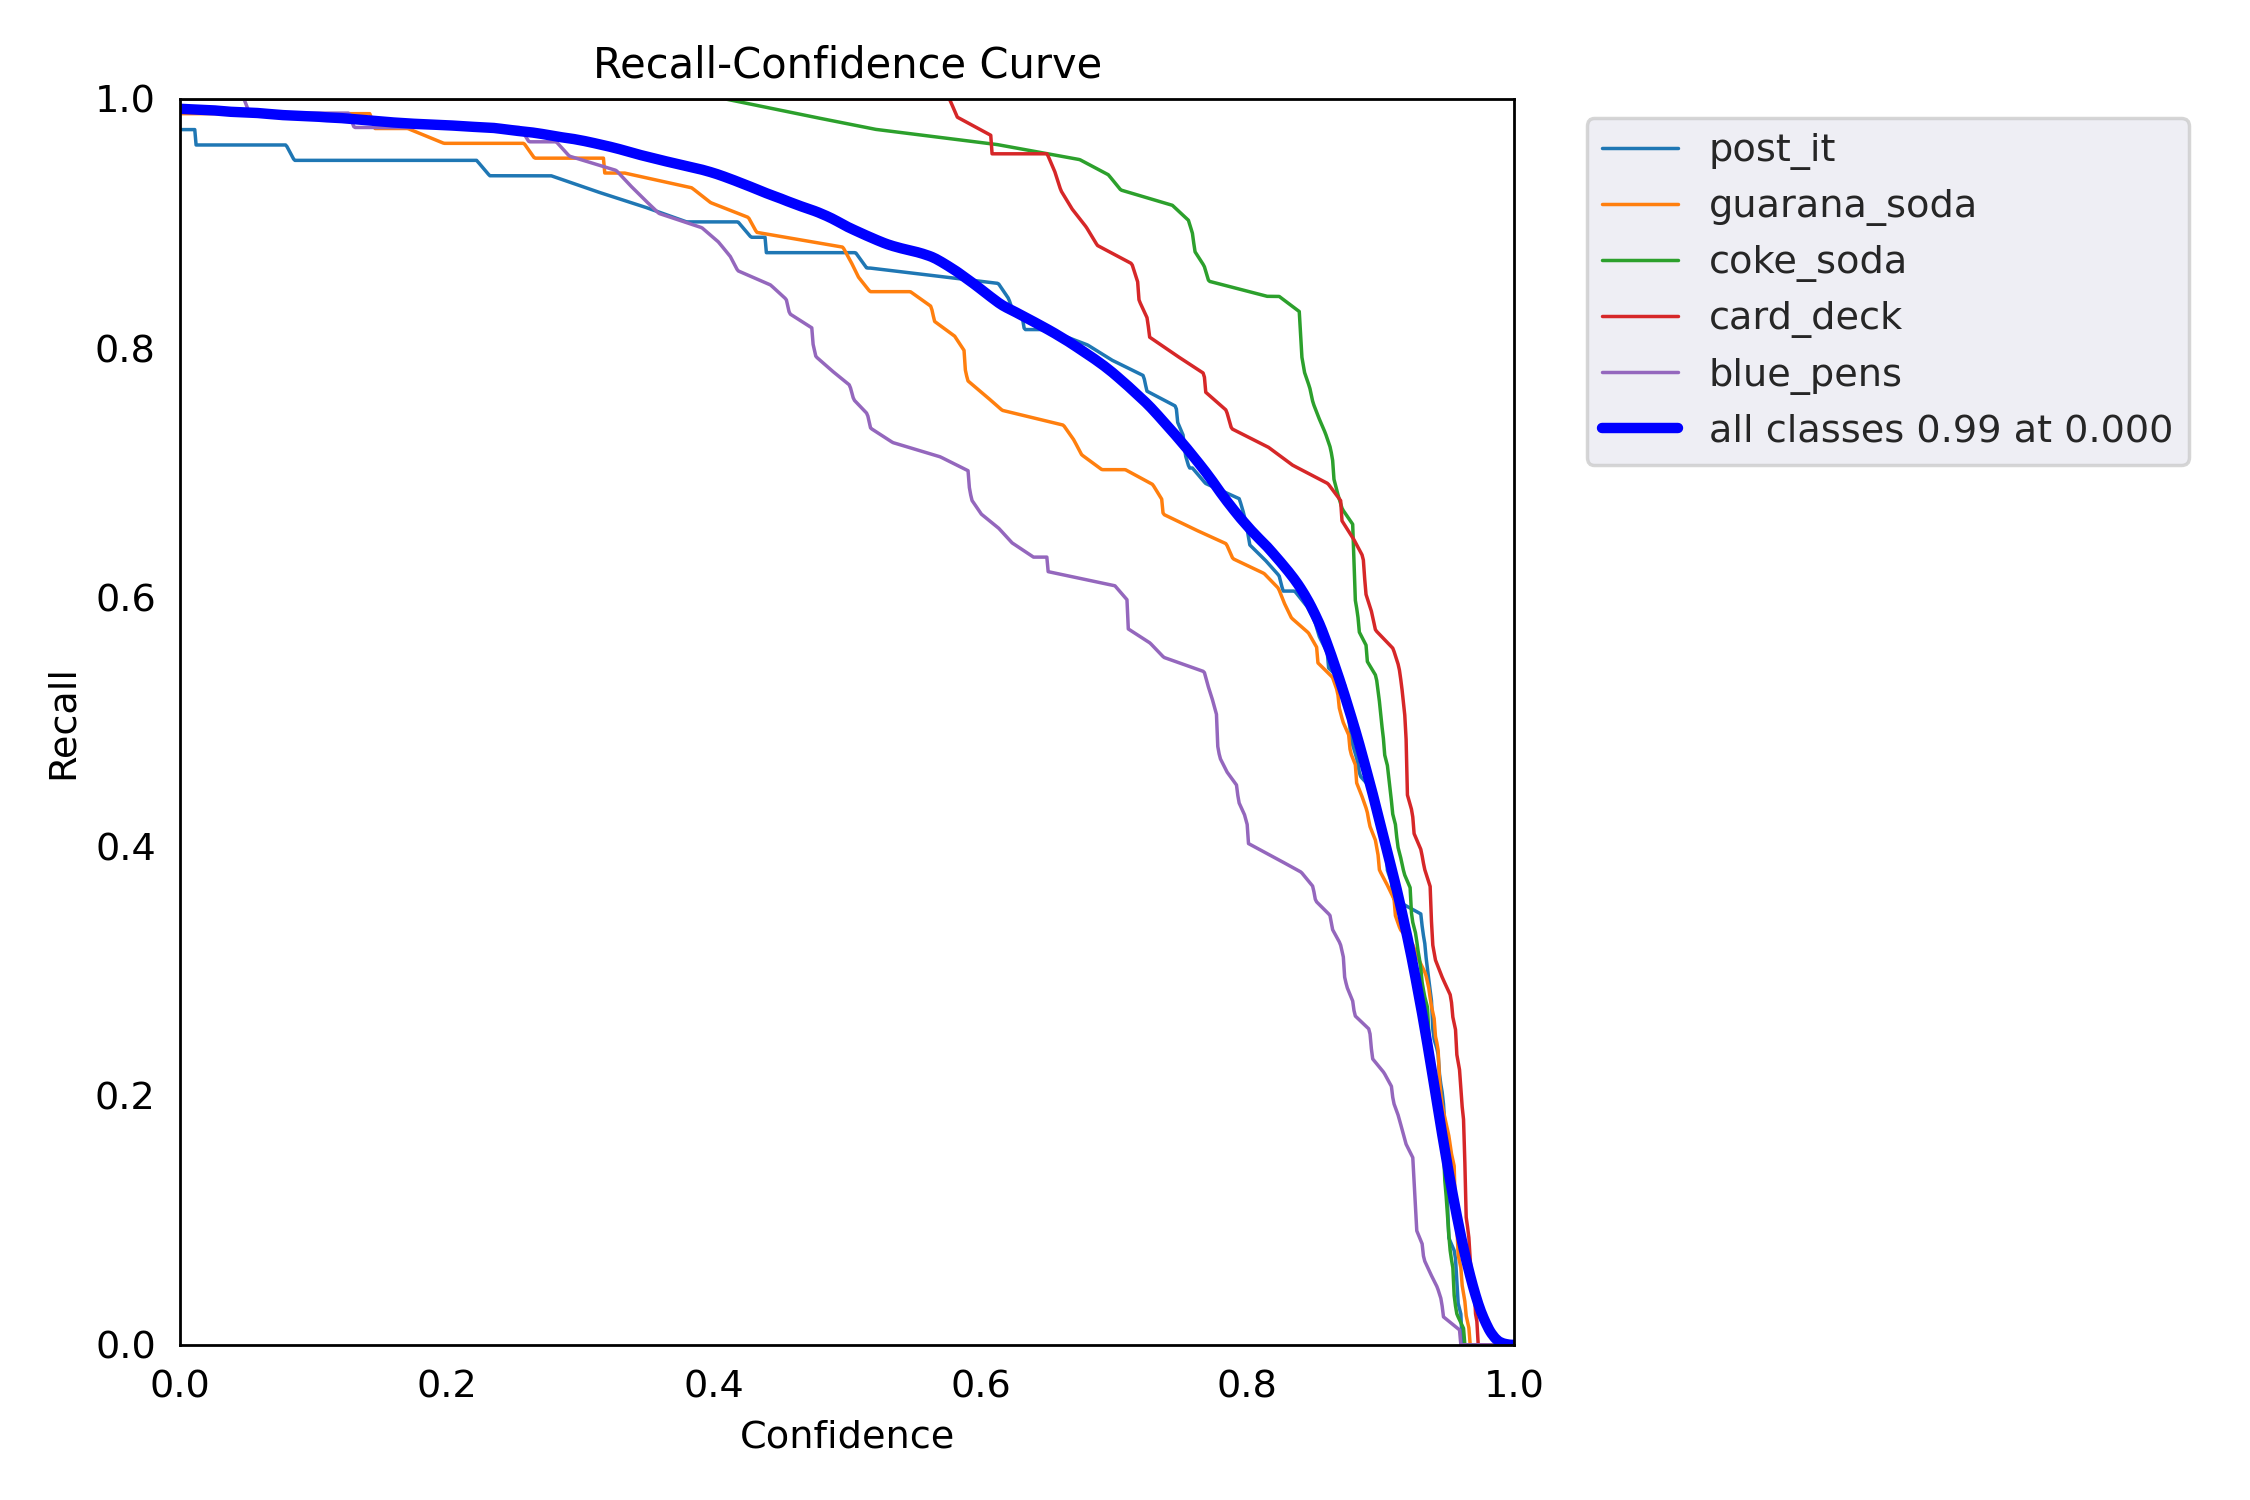 Recall-Confidence Curve
1.0
0.8
0.6
0.4
0.2
0.0
Recall
0.0 0.2 0.4 0.6 0.8 1.0
Confidence
post_it
guarana_soda
coke_soda
card_deck
blue_pens
all classes 0.99 at 0.000